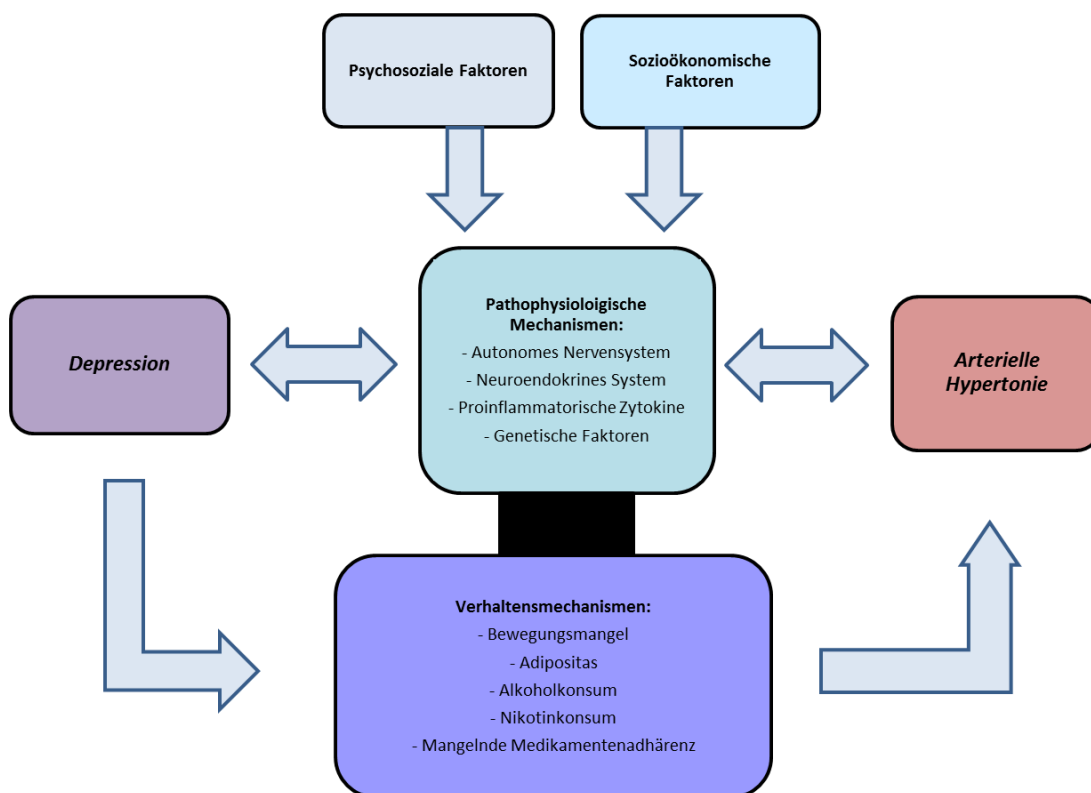 Psychosoziale Faktoren
Sozioökonomische
Faktoren
Pathophysioloigische
Mechanismen:
- Autonomes Nervensystem
- Neuroendokrines System
- Proinflammatorische Zytokine
- Genetische Faktoren
Depression
Arterielle
Hypertonie
Verhaltensmechanismen:
- Bewegungsmangel
- Adipositas
- Alkoholkonsum
- Nikotinkonsum
- Mangelnde Medikamentenadhärenz